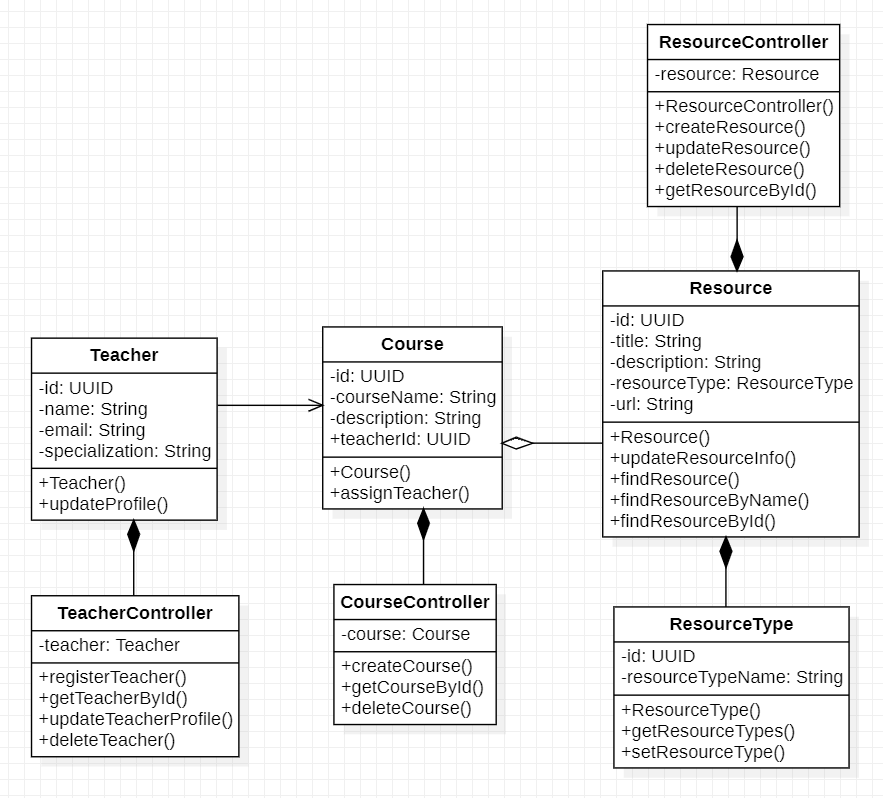 ResourceController
-resource: Resource
+ResourceController()
+createResource()
+updateResource()
+deleteResource()
+getResourceById()
Resource
-id: UUID
-title: String
-description: String
-resourceType: ResourceType
-url: String
+Resource()
+updateResourceInfo()
+findResource()
+findResourceByName()
+findResourceById()
Teacher
-id: UUID
-name: String
-email: String
-specialization: String
+Teacher()
+updateProfile()
Course
-id: UUID
-courseName: String
-description: String
+teacherId: UUID
+Course()
+assignTeacher()
TeacherController
-teacher: Teacher
+registerTeacher()
+getTeacherById()
+updateTeacherProfile()
+deleteTeacher()
CourseController
-course: Course
+createCourse()
+getCourseById()
+deleteCourse()
ResourceType
-id: UUID
-resourceTypeName: String
+ResourceType()
+getResourceTypes()
+setResourceType()